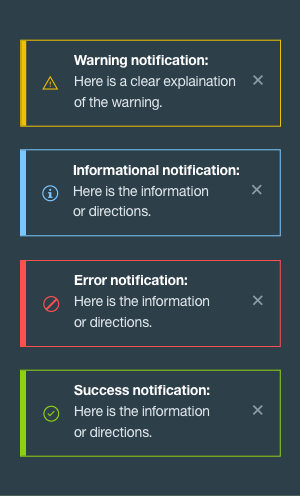 Warning notification:
Here is a clear explaination
of the warning.
Informational notification:
Here is the information
or directions.
Error notification:
Here is the information
or directions.
Success notification:
Here is the information
or directions.